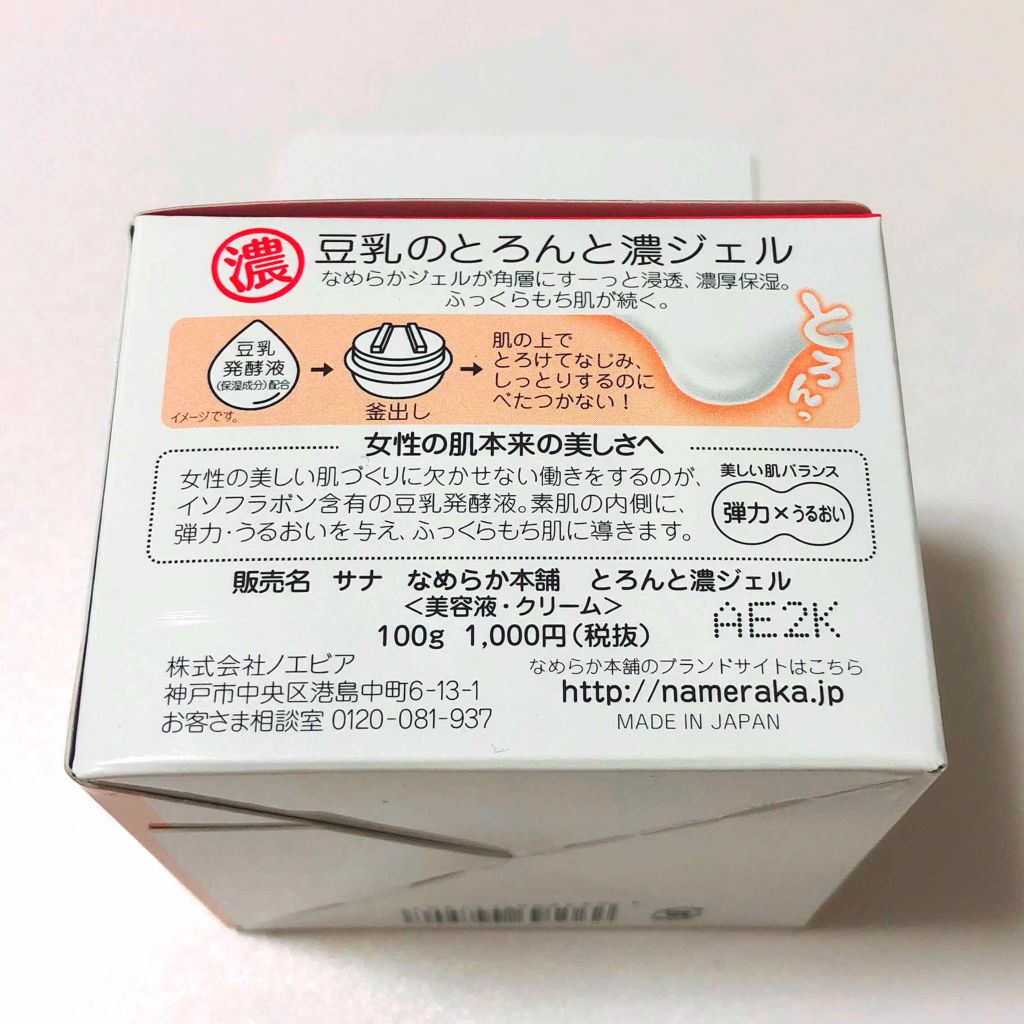 濃
豆乳のとろんと濃ジェル
なめらかジェルが角層にすーっと浸透、濃厚保湿。
ふっくらもち肌が続く。
豆乳
発酵液
(保湿成分)配合
イメージです。
釜出し
肌の上で
とろけてなじみ、
しっとりするのに
べたつかない!
とろんっ
女性の肌本来の美しさへ
女性の美しい肌づくりに欠かせない働きをするのが、
イソフラボン含有の豆乳発酵液。素肌の内側に、
弾力・うるおいを与え、ふっくらもち肌に導きます。
美しい肌バランス
弾力×うるおい
販売名 サナ なめらか本舗 とろんと濃ジェル
<美容液・クリーム>
100g 1,000円(税抜)
AE2K
株式会社ノエビア
神戸市中央区港島中町6-13-1
お客さま相談室 0120-081-937
なめらか本舗のブランドサイトはこちら
http://nameraka.jp
MADE IN JAPAN